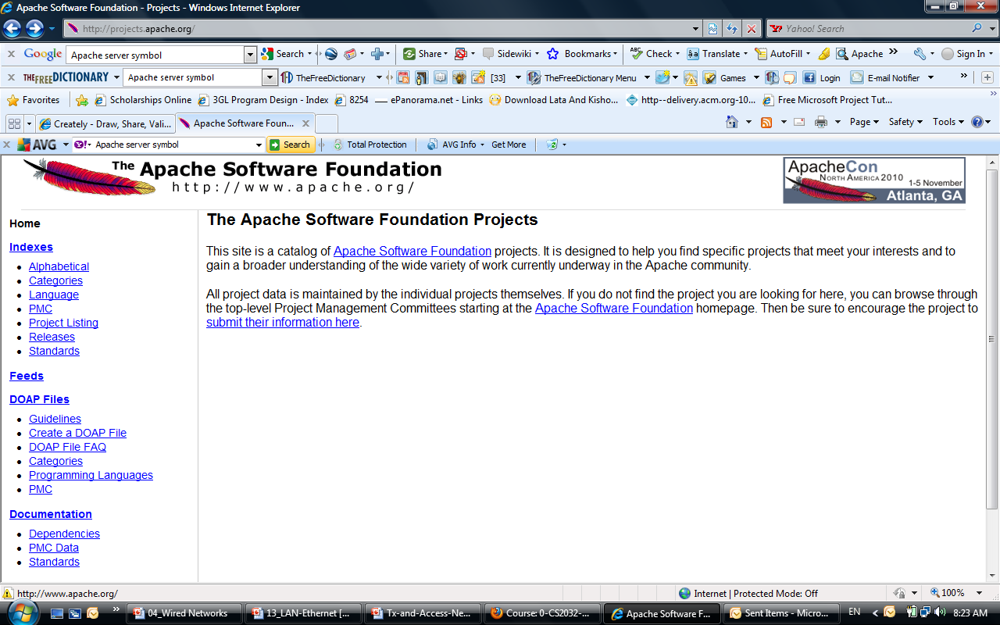 Apache Software Foundation - Projects - Windows Internet Explorer
http://projects.apache.org/
Yahoo! Search
x Google Apache server symbol Search Share Sidewiki Bookmarks Check Translate AutoFill Apache » Sign In
x THEFREEDICTIONARY Apache server symbol TheFreeDictionary [33] TheFreeDictionary Menu Games Login E-mail Notifier »
Favorites Scholarships Online 3GL Program Design - Index 8254 ePanorama.net - Links Download Lata And Kisho... http--delivery.acm.org-10... Free Microsoft Project Tut... »
Creately - Draw, Share, Vali... Apache Software Foun... x Page Safety Tools
x AVG Apache server symbol Search Total Protection AVG Info Get More
The Apache Software Foundation
http://www.apache.org/
ApacheCon
NORTH AMERICA 2010
1-5 November
Atlanta, GA
Home
Indexes
• Alphabetical
• Categories
• Language
• PMC
• Project Listing
• Releases
• Standards
Feeds
DOAP Files
• Guidelines
• Create a DOAP File
• DOAP File FAQ
• Categories
• Programming Languages
• PMC
Documentation
• Dependencies
• PMC Data
• Standards
The Apache Software Foundation Projects
This site is a catalog of Apache Software Foundation projects. It is designed to help you find specific projects that meet your interests and to
gain a broader understanding of the wide variety of work currently underway in the Apache community.
All project data is maintained by the individual projects themselves. If you do not find the project you are looking for here, you can browse through
the top-level Project Management Committees starting at the Apache Software Foundation homepage. Then be sure to encourage the project to
submit their information here.
http://www.apache.org/ Internet | Protected Mode: Off 100%
» 04_Wired Networks 13_LAN-Ethernet [... Tx-and-Access-Ne... Course: 0-CS2032-... Apache Software F... Sent Items - Micro... EN 8:23 AM